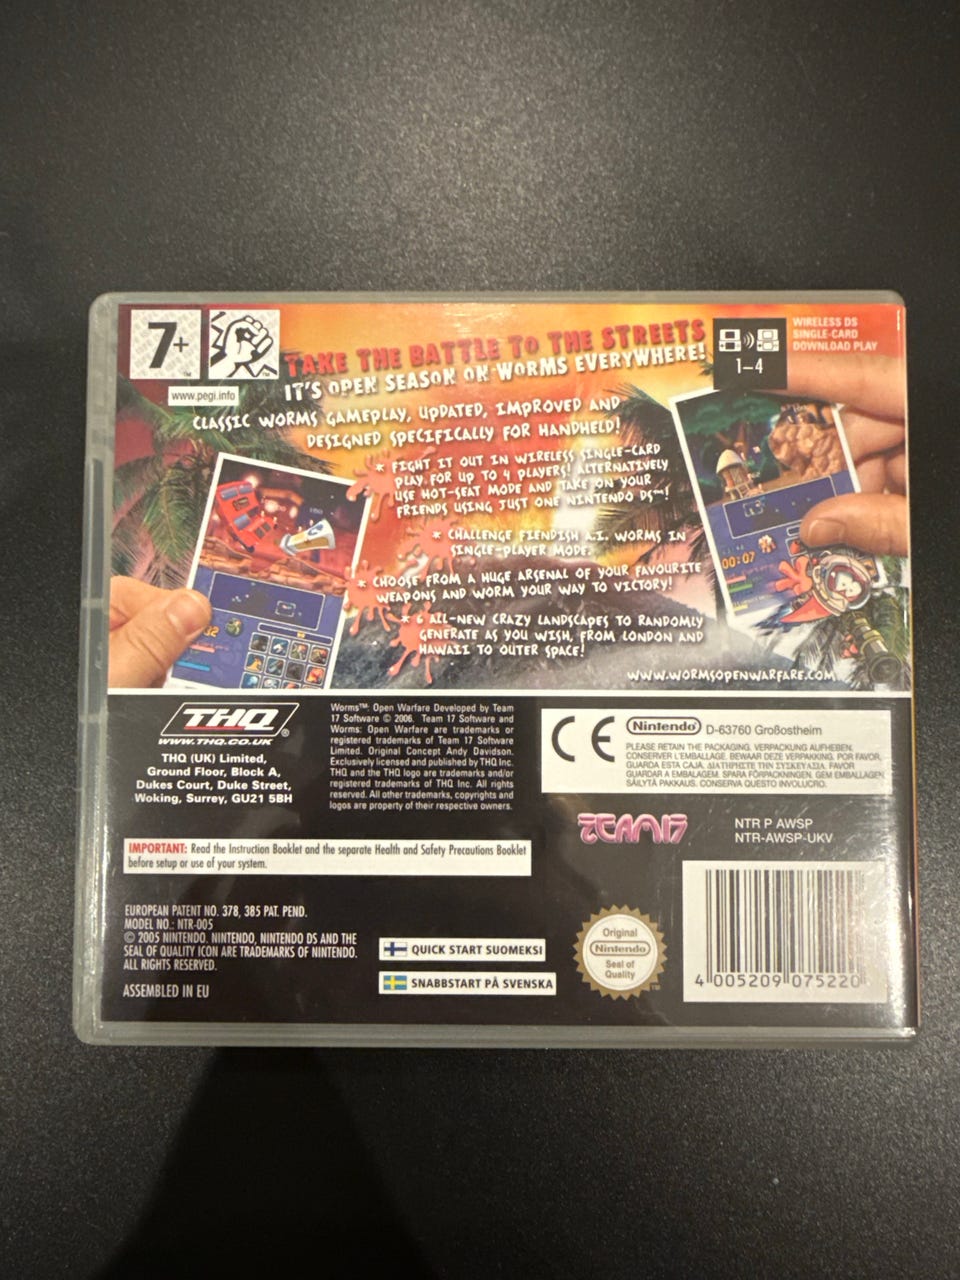 7+
www.pegi.info
TAKE THE BATTLE TO THE STREETS
IT'S OPEN SEASON ON WORMS EVERYWHERE!
1–4
WIRELESS DS
SINGLE-CARD
DOWNLOAD PLAY
CLASSIC WORMS GAMEPLAY, UPDATED, IMPROVED AND
DESIGNED SPECIFICALLY FOR HANDHELD!
* FIGHT IT OUT IN WIRELESS SINGLE-CARD
PLAY FOR UP TO 4 PLAYERS! ALTERNATIVELY
USE HOT-SEAT MODE AND TAKE ON YOUR
FRIENDS USING JUST ONE NINTENDO DS™!
* CHALLENGE FIENDISH A.I. WORMS IN
SINGLE-PLAYER MODE.
* CHOOSE FROM A HUGE ARSENAL OF YOUR FAVOURITE
WEAPONS AND WORM YOUR WAY TO VICTORY!
* 6 ALL-NEW CRAZY LANDSCAPES TO RANDOMLY
GENERATE AS YOU WISH, FROM LONDON AND
HAWAII TO OUTER SPACE!
00:07
32
WWW.WORMSOPENWARFARE.COM
THQ®
WWW.THQ.CO.UK
THQ (UK) Limited,
Ground Floor, Block A,
Dukes Court, Duke Street,
Woking, Surrey, GU21 5BH
Worms™: Open Warfare Developed by Team
17 Software © 2006. Team 17 Software and
Worms: Open Warfare are trademarks or
registered trademarks of Team 17 Software
Limited. Original Concept Andy Davidson.
Exclusively licensed and published by THQ Inc.
THQ and the THQ logo are trademarks and/or
registered trademarks of THQ Inc. All rights
reserved. All other trademarks, copyrights and
logos are property of their respective owners.
CE Nintendo® D-63760 Großostheim
PLEASE RETAIN THE PACKAGING. VERPACKUNG AUFHEBEN.
CONSERVER L'EMBALLAGE. BEWAAR DEZE VERPAKKING. POR FAVOR,
GUARDA ESTA CAJA. ΔΙΑΤΗΡΗΣΤΕ ΤΗΝ ΣΥΣΚΕΥΑΣΙΑ. FAVOR
GUARDAR A EMBALAGEM. SPARA FÖRPACKNINGEN. GEM EMBALLAGEN.
SÄILYTÄ PAKKAUS. CONSERVA QUESTO INVOLUCRO.
TEAM17
NTR P AWSP
NTR-AWSP-UKV
IMPORTANT: Read the Instruction Booklet and the separate Health and Safety Precautions Booklet
before setup or use of your system.
EUROPEAN PATENT NO. 378, 385 PAT. PEND.
MODEL NO.: NTR-005
© 2005 NINTENDO. NINTENDO, NINTENDO DS AND THE
SEAL OF QUALITY ICON ARE TRADEMARKS OF NINTENDO.
ALL RIGHTS RESERVED.
ASSEMBLED IN EU
QUICK START SUOMEKSI
SNABBSTART PÅ SVENSKA
Original
Nintendo®
Seal of
Quality
™
4 005209 075220